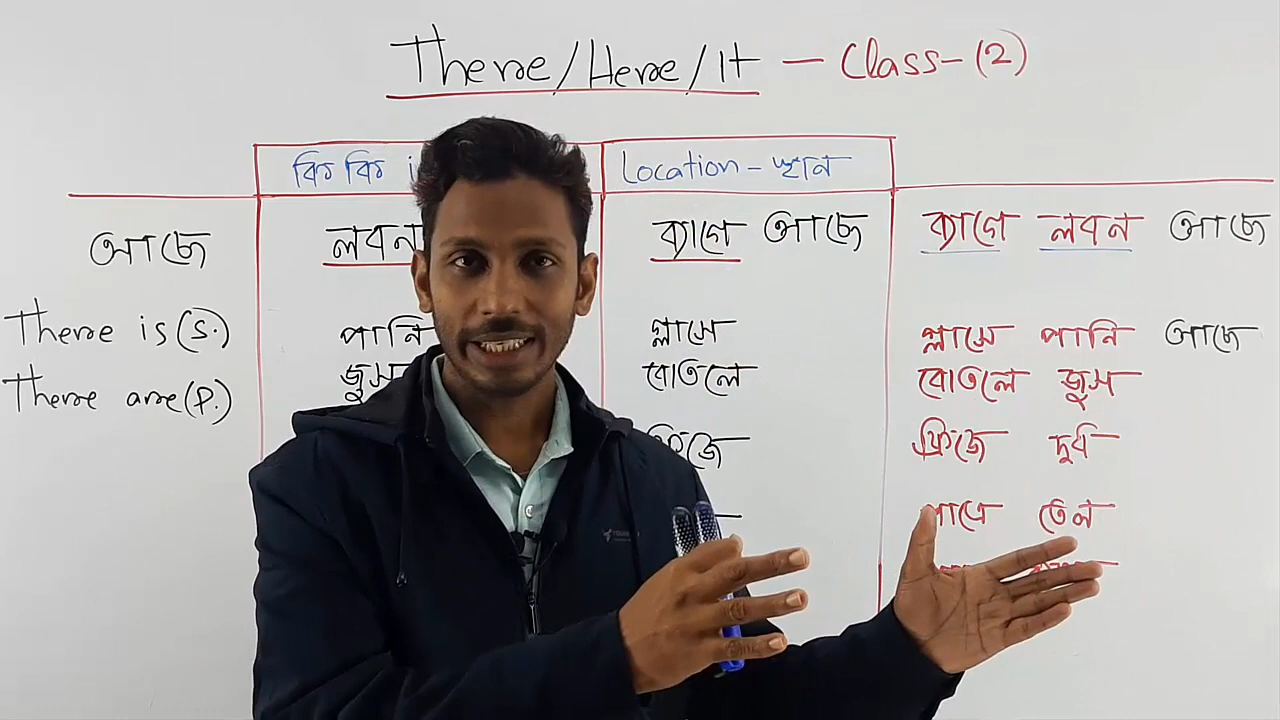 There/Here/It – Class-(2)
কি কি Location - স্থান
আছে লবন ব্যাগে আছে ব্যাগে লবন আছে
There is(S.) পানি গ্লাসে গ্লাসে পানি আছে
জুস বোতলে বোতলে জুস
There are(P.)
ফ্রিজে ফ্রিজে দুধ
তেল